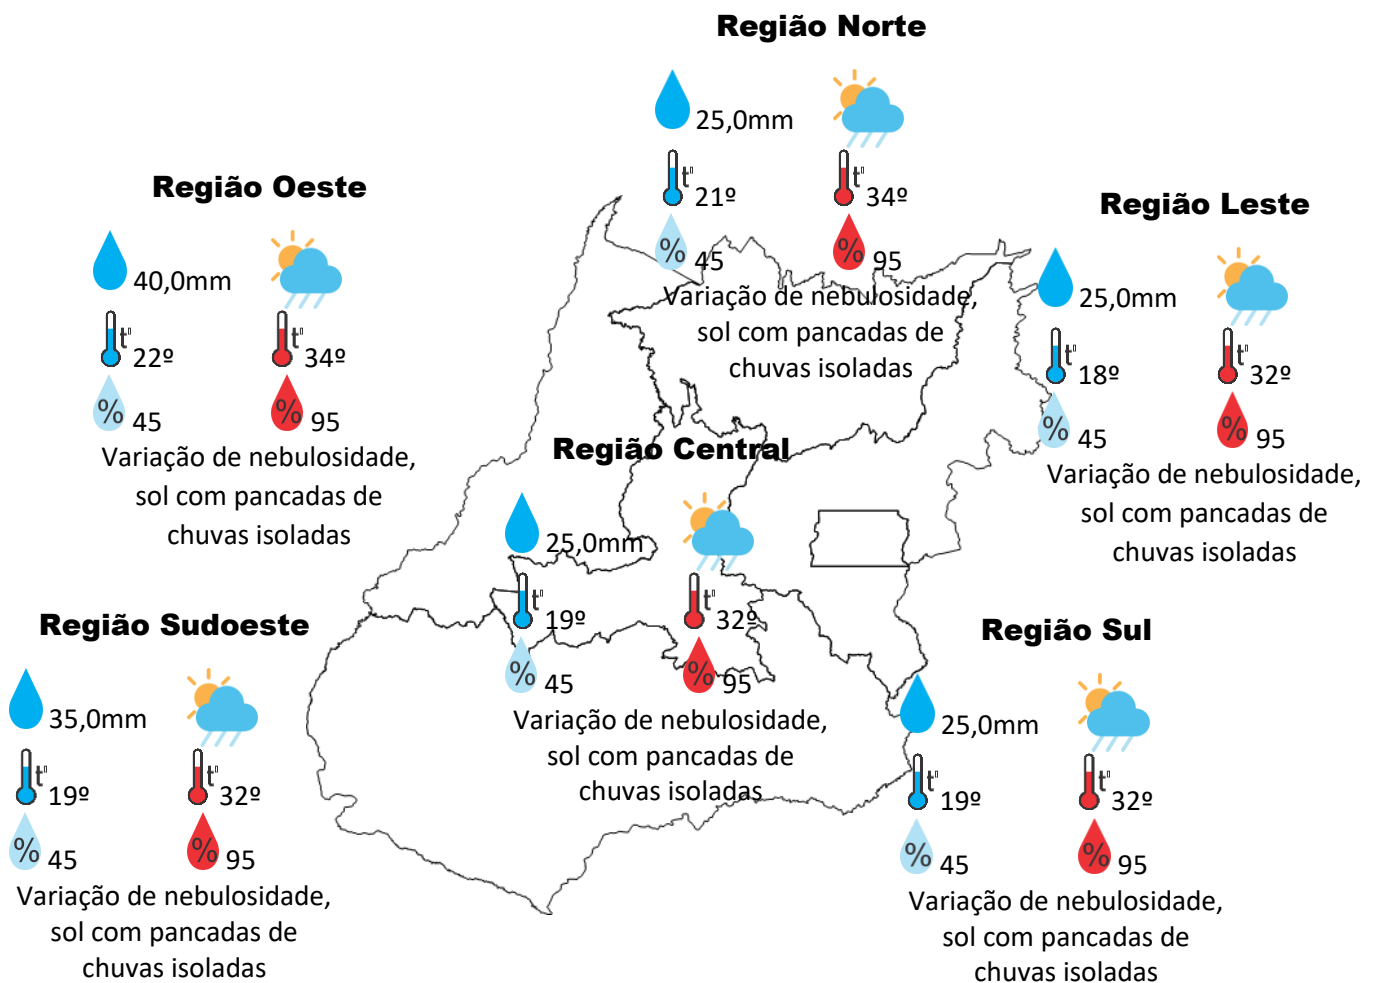 Região Norte
25,0mm
t°
21º
t°
34º
%
45
%
95
Variação de nebulosidade,
sol com pancadas de
chuvas isoladas
Região Oeste
40,0mm
t°
22º
t°
34º
%
45
%
95
Variação de nebulosidade,
sol com pancadas de
chuvas isoladas
Região Leste
25,0mm
t°
18º
t°
32º
%
45
%
95
Variação de nebulosidade,
sol com pancadas de
chuvas isoladas
Região Central
25,0mm
t°
19º
t°
32º
%
45
%
95
Variação de nebulosidade,
sol com pancadas de
chuvas isoladas
Região Sudoeste
35,0mm
t°
19º
t°
32º
%
45
%
95
Variação de nebulosidade,
sol com pancadas de
chuvas isoladas
Região Sul
25,0mm
t°
19º
t°
32º
%
45
%
95
Variação de nebulosidade,
sol com pancadas de
chuvas isoladas